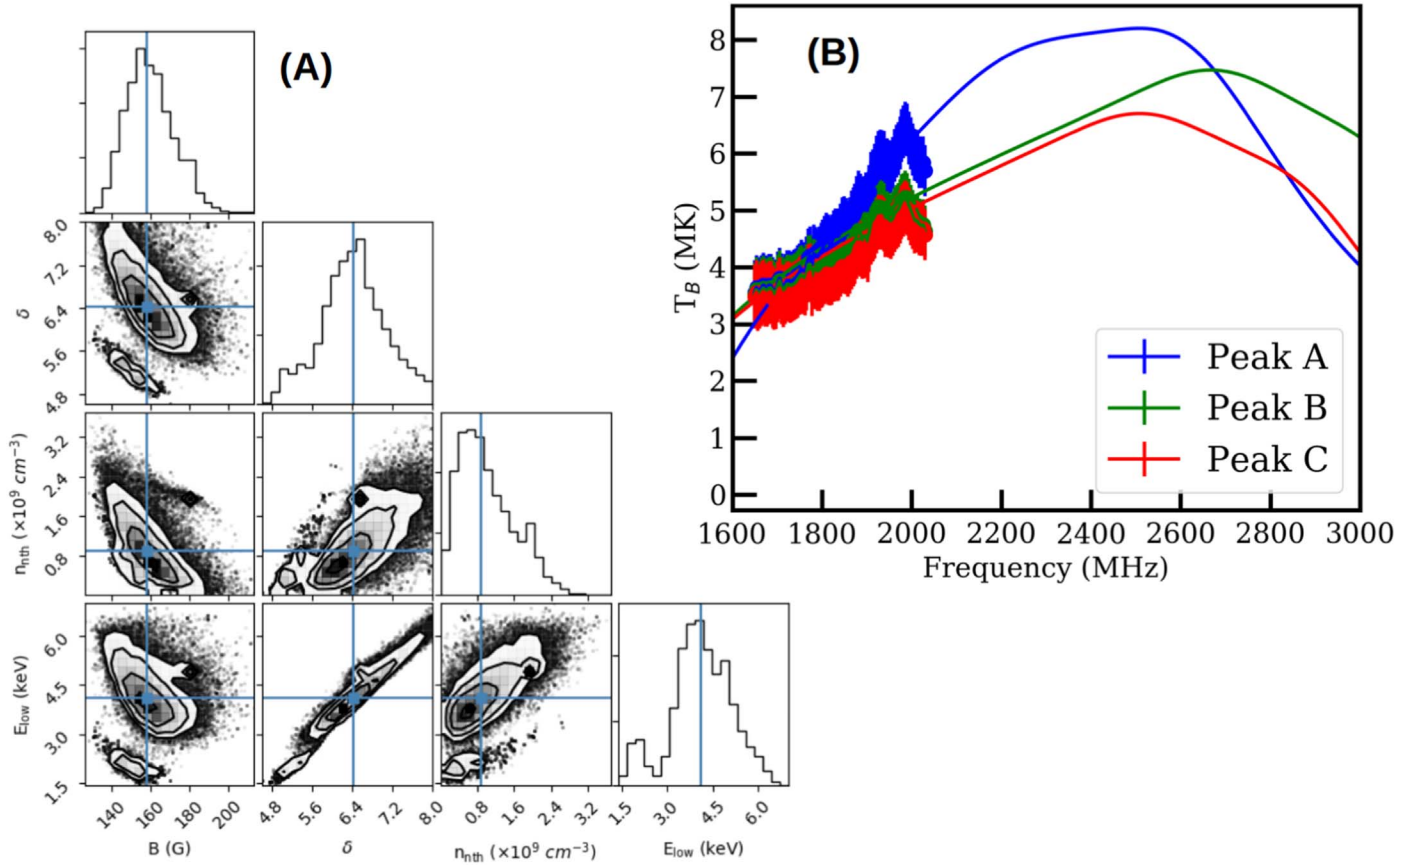 (A)
8.0
7.2
6.4
5.6
4.8
δ
3.2
2.4
1.6
0.8
n_nth (×10⁹ cm⁻³)
6.0
4.5
3.0
1.5
E_low (keV)
140 160 180 200
B (G)
4.8 5.6 6.4 7.2 8.0
δ
0.8 1.6 2.4 3.2
n_nth (×10⁹ cm⁻³)
1.5 3.0 4.5 6.0
E_low (keV)
(B)
8
7
6
5
4
3
2
1
0
T_B (MK)
Peak A
Peak B
Peak C
1600 1800 2000 2200 2400 2600 2800 3000
Frequency (MHz)